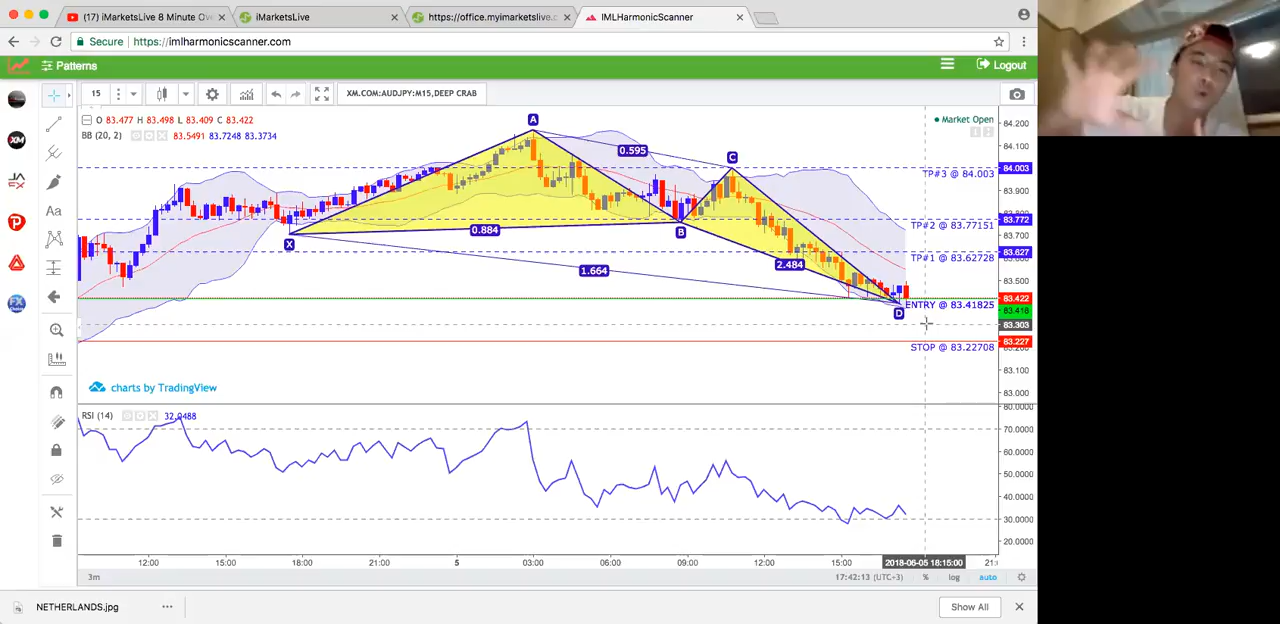 (17) iMarketsLive 8 Minute Ov
iMarketsLive
https://office.myimarketslive.c
IMLHarmonicScanner
Secure
https://imlharmonicscanner.com
Patterns
Logout
15
XM.COM:AUDJPY:M15,DEEP CRAB
O 83.477 H 83.498 L 83.409 C 83.422
BB (20, 2)
83.5491 83.7248 83.3734
Market Open
XM
Aa
A
0.595
C
X
0.884
B
1.664
2.484
D
TP#3 @ 84.003
TP#2 @ 83.77151
TP#1 @ 83.62728
ENTRY @ 83.41825
STOP @ 83.22708
84.200
84.100
84.003
83.900
83.772
83.700
83.627
83.500
83.422
83.418
83.303
83.227
83.100
83.000
charts by TradingView
RSI (14)
32.0488
80.0000
70.0000
60.0000
50.0000
40.0000
30.0000
20.0000
12:00 15:00 18:00 21:00 5 03:00 06:00 09:00 12:00 15:00 2018-06-05 18:15:00 21:
3m
17:42:13 (UTC+3) % log auto
NETHERLANDS.jpg
Show All